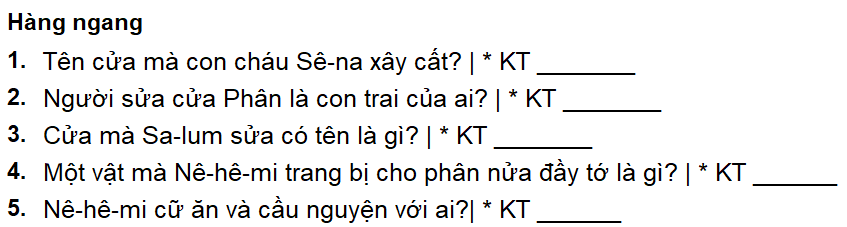 Hàng ngang
1. Tên cửa mà con cháu Sê-na xây cất? | * KT _______
2. Người sửa cửa Phân là con trai của ai? | * KT _______
3. Cửa mà Sa-lum sửa có tên là gì? | * KT _______
4. Một vật mà Nê-hê-mi trang bị cho phân nửa đầy tớ là gì? | * KT ______
5. Nê-hê-mi cữ ăn và cầu nguyện với ai?| * KT ______